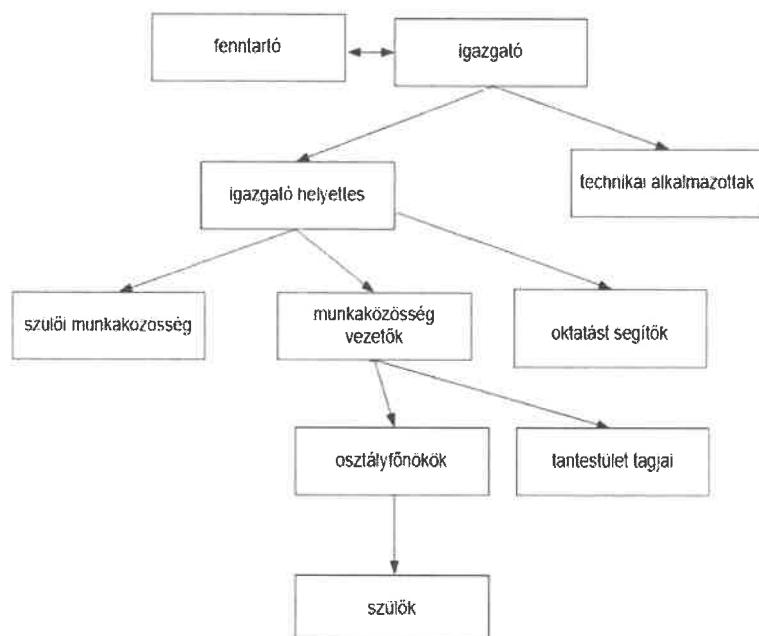 fenntartó
igazgató
igazgató helyettes
technikai alkalmazottak
szülői munkaközösség
munkaközösség
vezetők
oktatást segítők
osztályfőnökök
tantestület tagjai
szülők